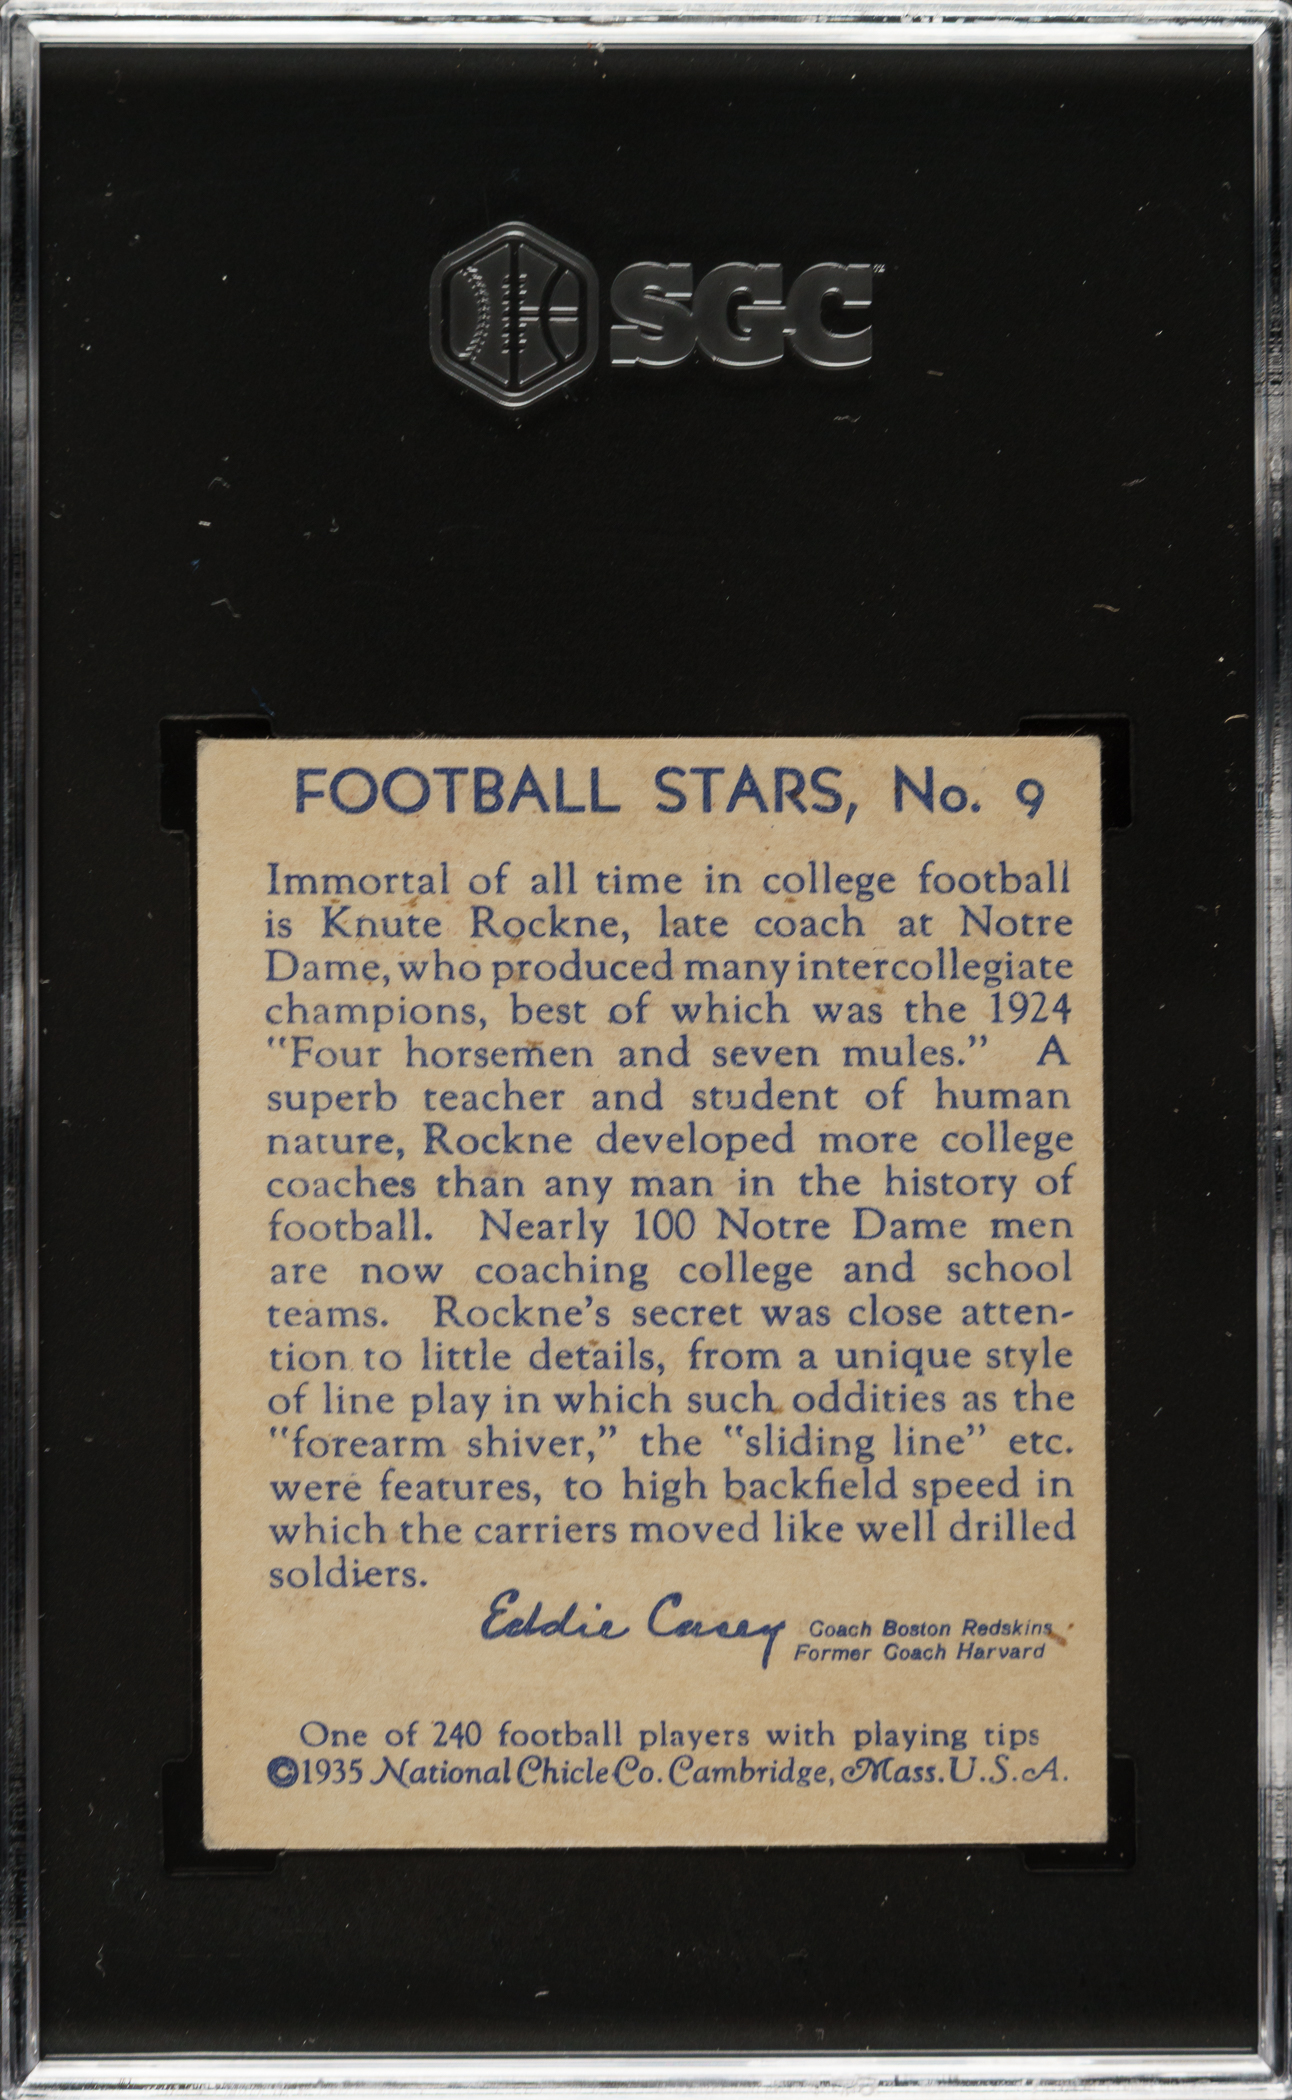 SGC
FOOTBALL STARS, No. 9
Immortal of all time in college football
is Knute Rockne, late coach at Notre
Dame, who produced many intercollegiate
champions, best of which was the 1924
"Four horsemen and seven mules." A
superb teacher and student of human
nature, Rockne developed more college
coaches than any man in the history of
football. Nearly 100 Notre Dame men
are now coaching college and school
teams. Rockne's secret was close atten-
tion to little details, from a unique style
of line play in which such oddities as the
"forearm shiver," the "sliding line" etc.
were features, to high backfield speed in
which the carriers moved like well drilled
soldiers.
Eddie Casey Coach Boston Redskins
Former Coach Harvard
One of 240 football players with playing tips
©1935 National Chicle Co. Cambridge, Mass. U.S.A.